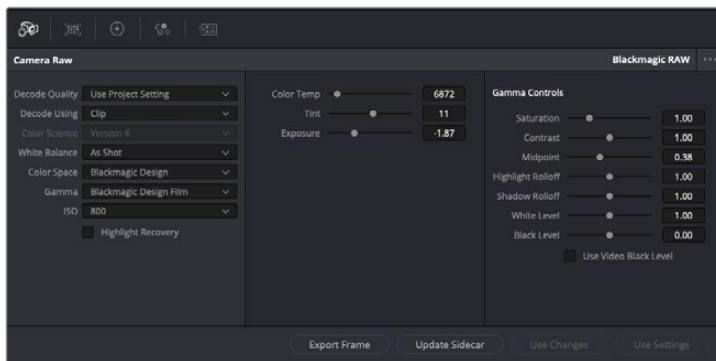 Camera Raw
Blackmagic RAW
Decode Quality Use Project Setting
Decode Using Clip
Color Science Version 4
White Balance As Shot
Color Space Blackmagic Design
Gamma Blackmagic Design Film
ISO 800
Highlight Recovery
Color Temp 6872
Tint 11
Exposure -1.87
Gamma Controls
Saturation 1.00
Contrast 1.00
Midpoint 0.38
Highlight Rolloff 1.00
Shadow Rolloff 1.00
White Level 1.00
Black Level 0.00
Use Video Black Level
Export Frame
Update Sidecar
Use Changes
Use Settings